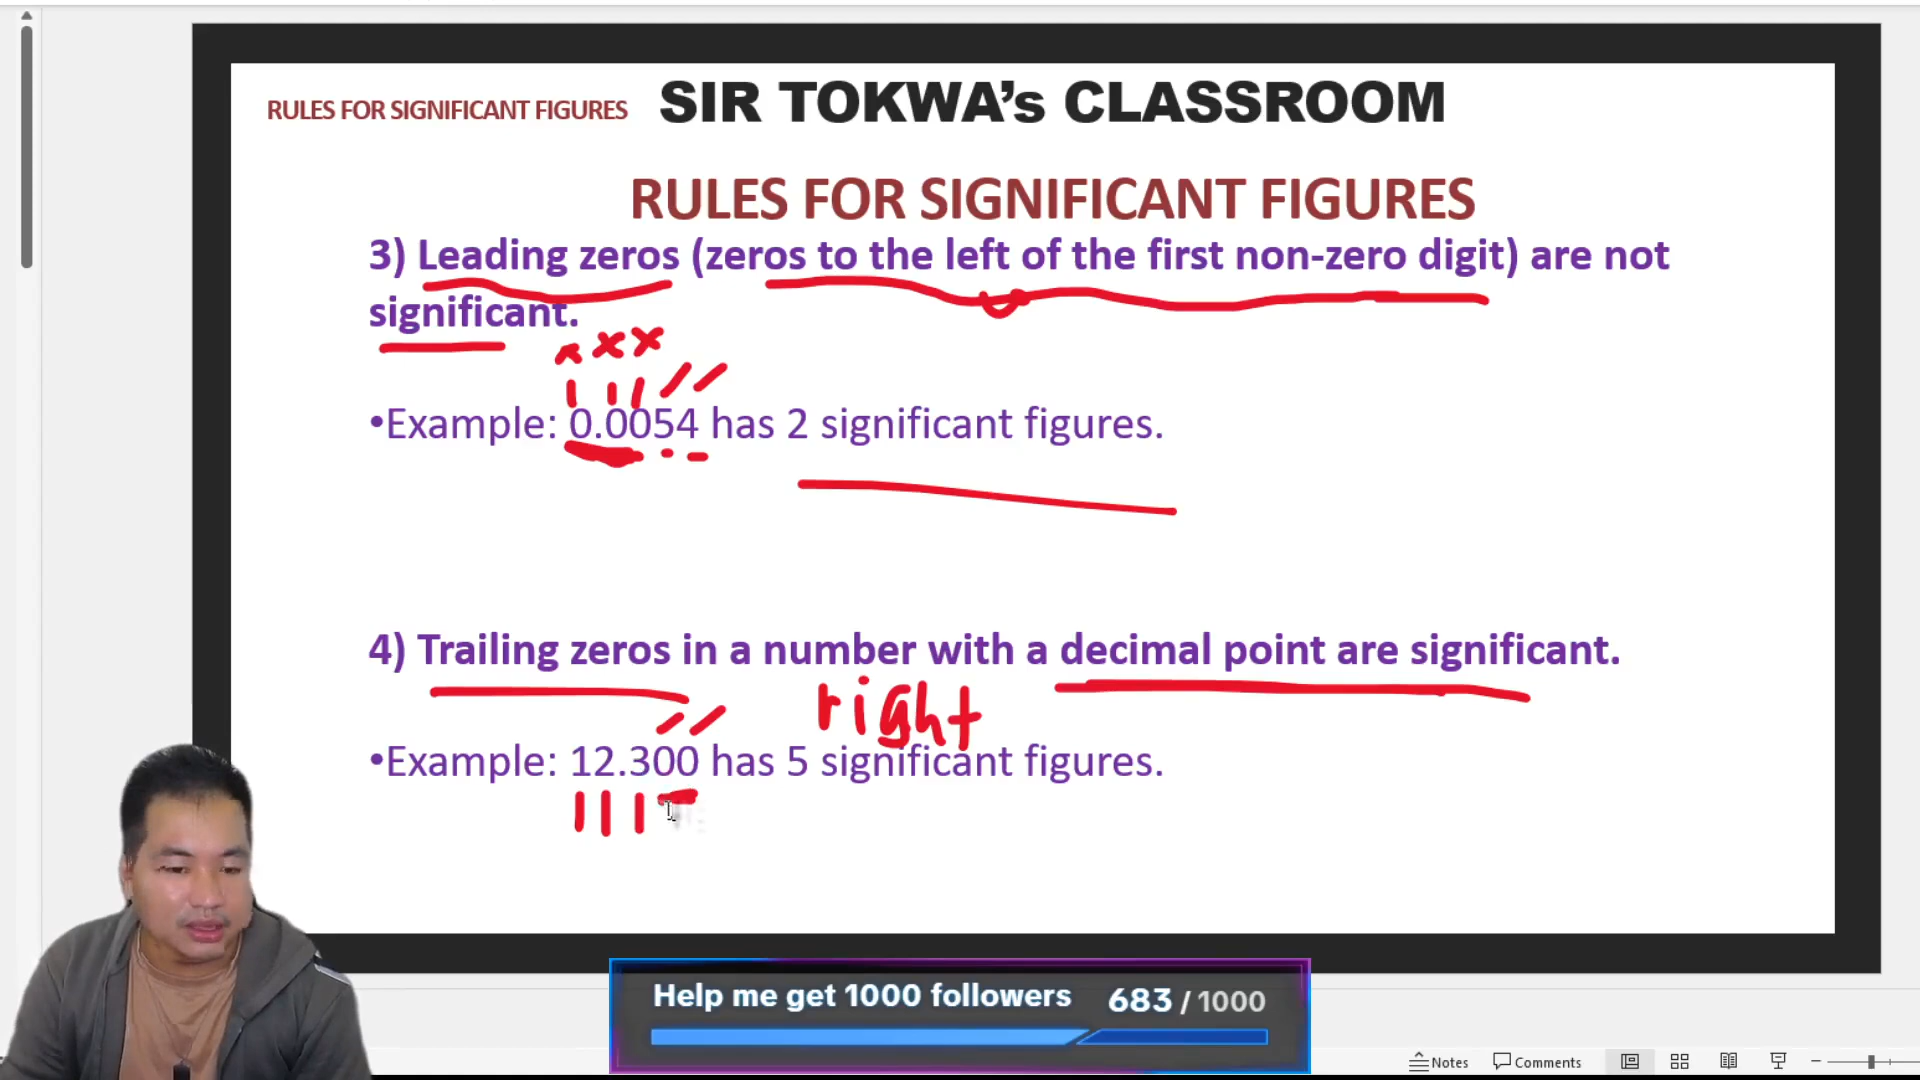 RULES FOR SIGNIFICANT FIGURES
SIR TOKWA's CLASSROOM
RULES FOR SIGNIFICANT FIGURES
3) Leading zeros (zeros to the left of the first non-zero digit) are not
significant.
•Example: 0.0054 has 2 significant figures.
4) Trailing zeros in a number with a decimal point are significant.
right
•Example: 12.300 has 5 significant figures.
Help me get 1000 followers 683 / 1000
Notes Comments